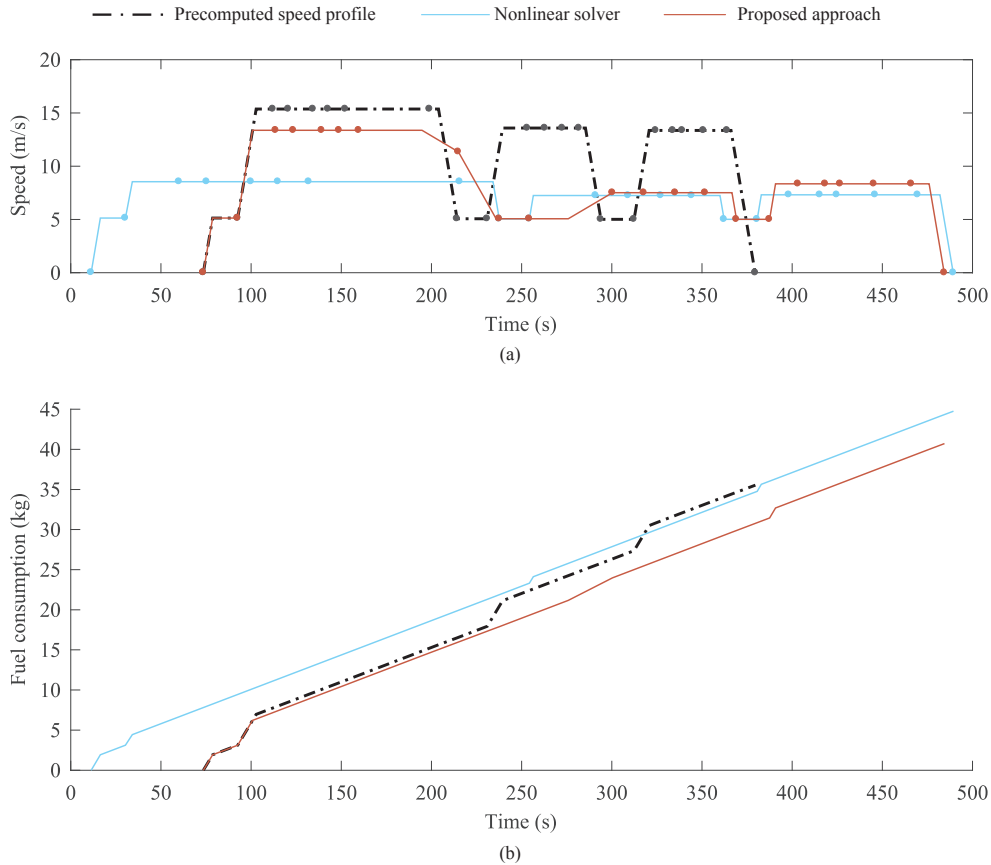 Precomputed speed profile Nonlinear solver Proposed approach
20
15
10
5
0
Speed (m/s)
0 50 100 150 200 250 300 350 400 450 500
Time (s)
(a)
45
40
35
30
25
20
15
10
5
0
Fuel consumption (kg)
0 50 100 150 200 250 300 350 400 450 500
Time (s)
(b)